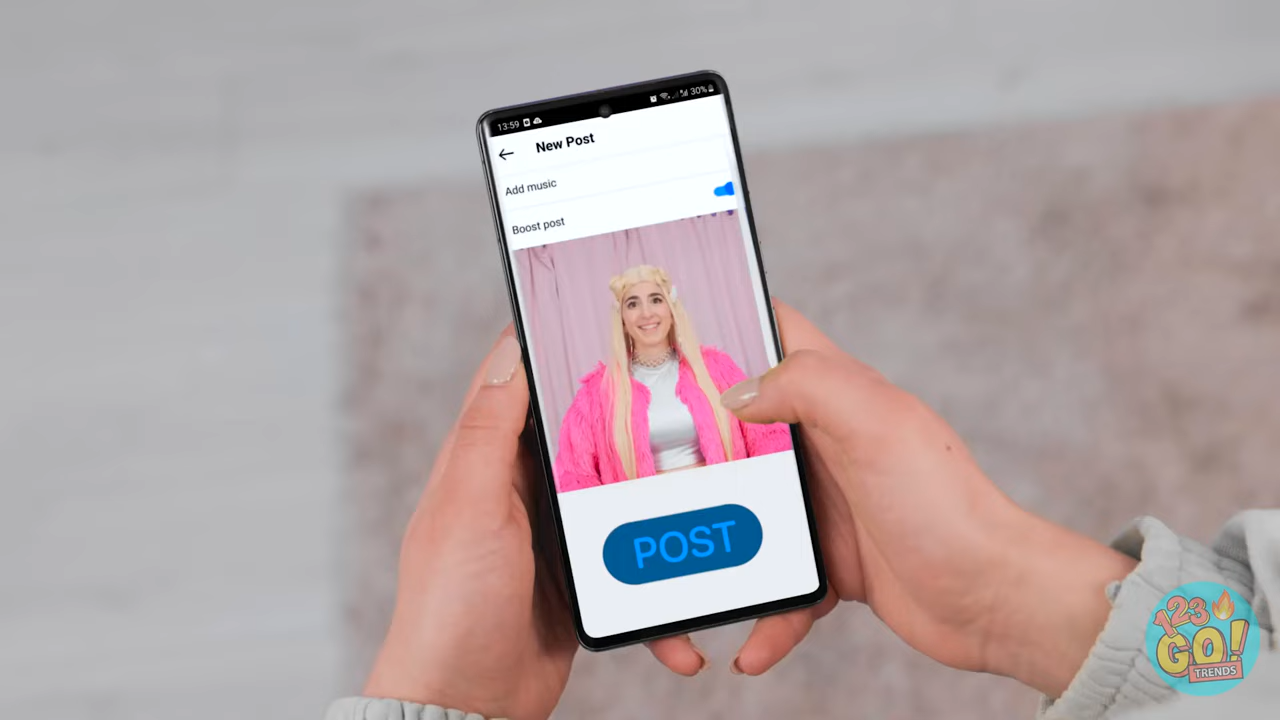 13:59
30%
New Post
Add music
Boost post
POST
123
GO!
TRENDS